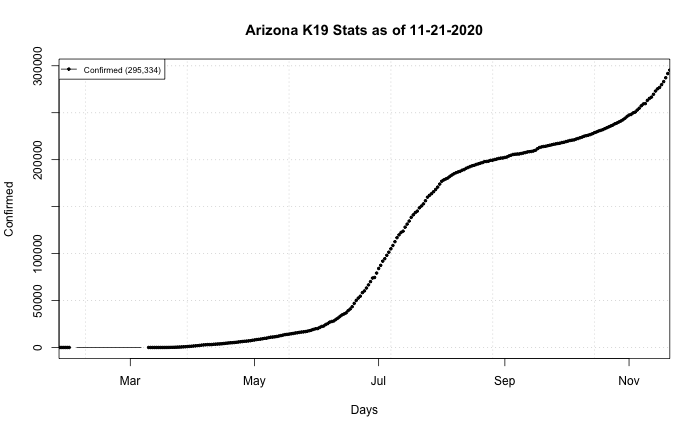 Arizona K19 Stats as of 11-21-2020
Confirmed (295,334)
300000
200000
100000
50000
0
Confirmed
Mar May Jul Sep Nov
Days